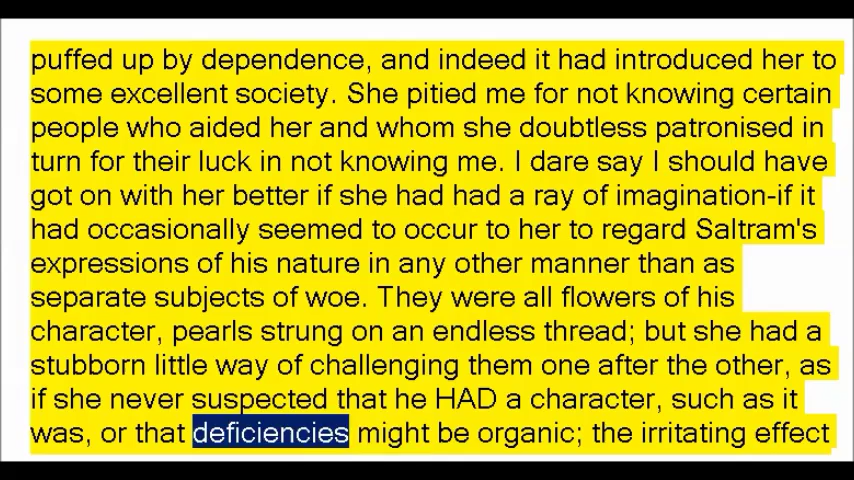 puffed up by dependence, and indeed it had introduced her to
some excellent society. She pitied me for not knowing certain
people who aided her and whom she doubtless patronised in
turn for their luck in not knowing me. I dare say I should have
got on with her better if she had had a ray of imagination-if it
had occasionally seemed to occur to her to regard Saltram's
expressions of his nature in any other manner than as
separate subjects of woe. They were all flowers of his
character, pearls strung on an endless thread; but she had a
stubborn little way of challenging them one after the other, as
if she never suspected that he HAD a character, such as it
was, or that deficiencies might be organic; the irritating effect